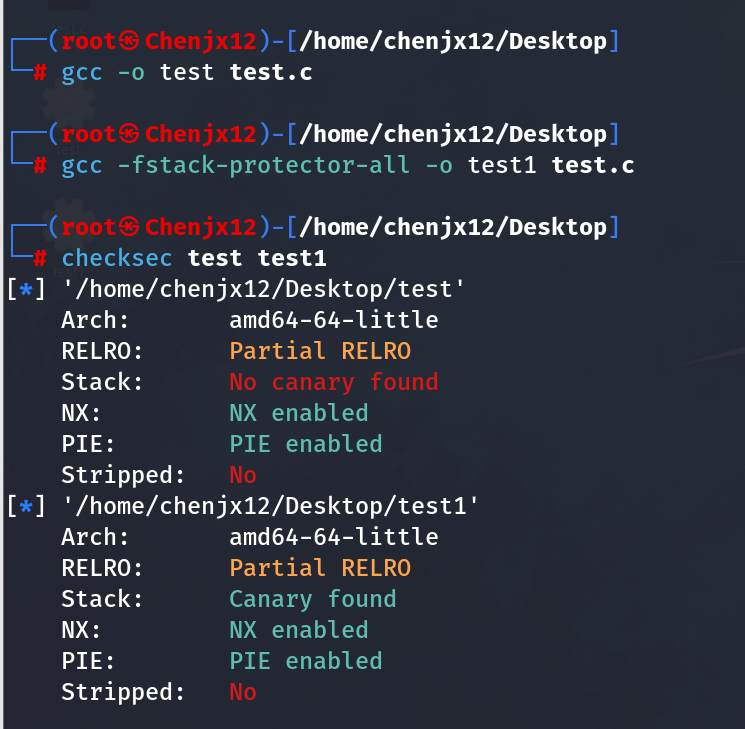 ┌──(root㉿Chenjx12)-[/home/chenjx12/Desktop]
└─# gcc -o test test.c
┌──(root㉿Chenjx12)-[/home/chenjx12/Desktop]
└─# gcc -fstack-protector-all -o test1 test.c
┌──(root㉿Chenjx12)-[/home/chenjx12/Desktop]
└─# checksec test test1
[*] '/home/chenjx12/Desktop/test'
    Arch:       amd64-64-little
    RELRO:      Partial RELRO
    Stack:      No canary found
    NX:         NX enabled
    PIE:        PIE enabled
    Stripped:   No
[*] '/home/chenjx12/Desktop/test1'
    Arch:       amd64-64-little
    RELRO:      Partial RELRO
    Stack:      Canary found
    NX:         NX enabled
    PIE:        PIE enabled
    Stripped:   No